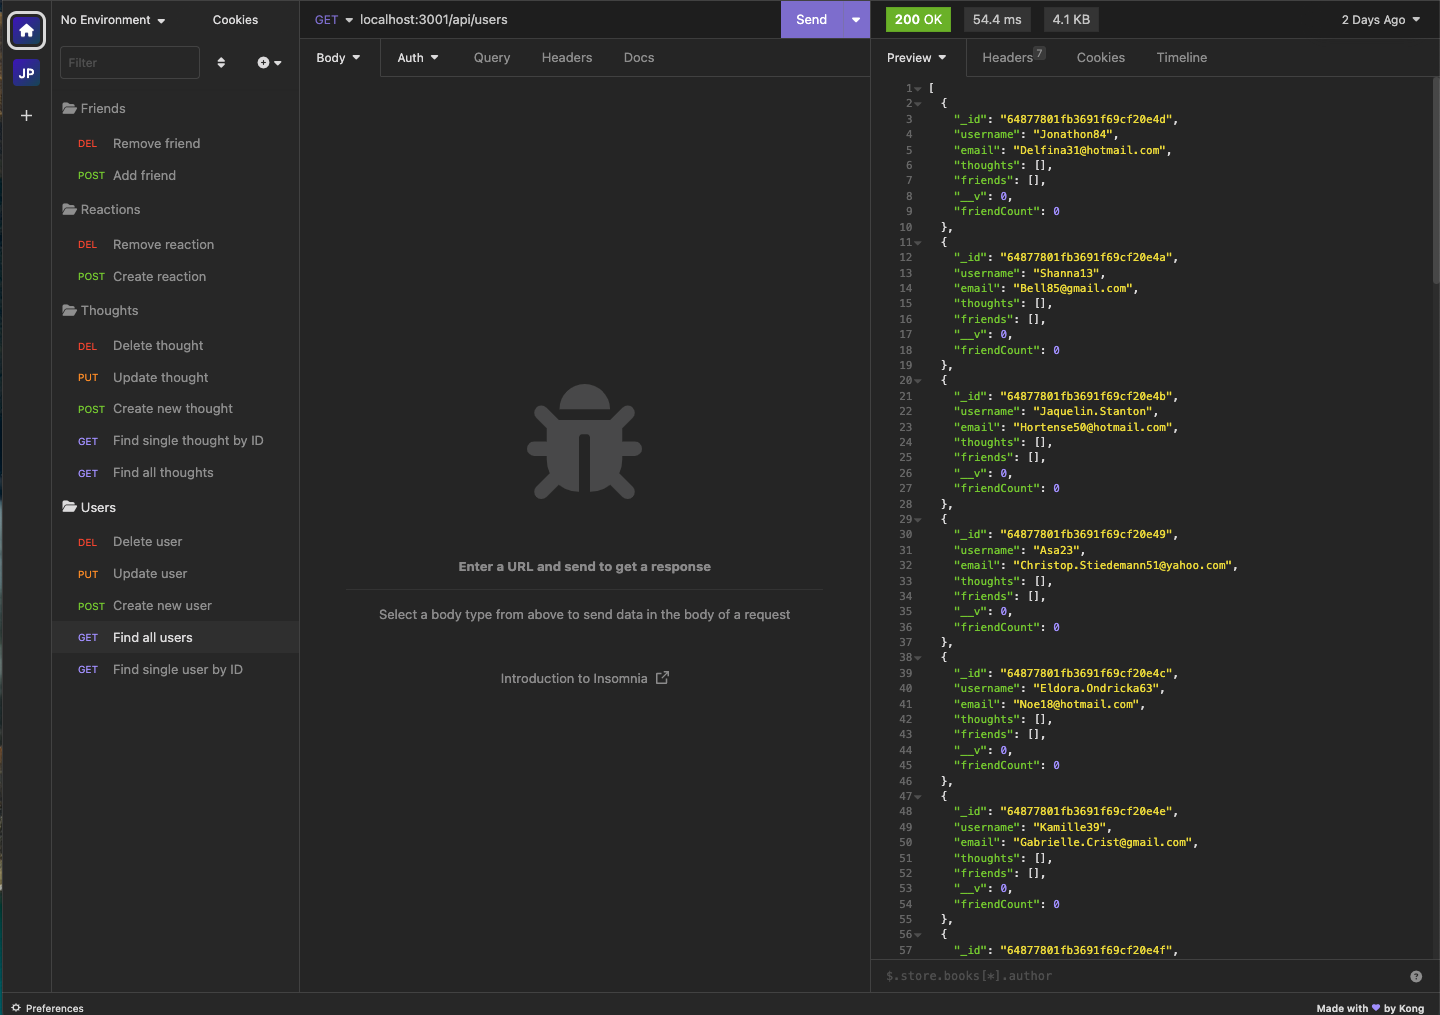 No Environment
Cookies
GET localhost:3001/api/users
Send
200 OK
54.4 ms
4.1 KB
2 Days Ago
JP
Filter
Body
Auth
Query
Headers
Docs
Preview
Headers 7
Cookies
Timeline
Friends
DEL Remove friend
POST Add friend
Reactions
DEL Remove reaction
POST Create reaction
Thoughts
DEL Delete thought
PUT Update thought
POST Create new thought
GET Find single thought by ID
GET Find all thoughts
Users
DEL Delete user
PUT Update user
POST Create new user
GET Find all users
GET Find single user by ID
Enter a URL and send to get a response
Select a body type from above to send data in the body of a request
Introduction to Insomnia
1 [
2 {
3 "_id": "64877801fb3691f69cf20e4d",
4 "username": "Jonathon84",
5 "email": "Delfina31@hotmail.com",
6 "thoughts": [],
7 "friends": [],
8 "__v": 0,
9 "friendCount": 0
10 },
11 {
12 "_id": "64877801fb3691f69cf20e4a",
13 "username": "Shanna13",
14 "email": "Bell85@gmail.com",
15 "thoughts": [],
16 "friends": [],
17 "__v": 0,
18 "friendCount": 0
19 },
20 {
21 "_id": "64877801fb3691f69cf20e4b",
22 "username": "Jaquelin.Stanton",
23 "email": "Hortense50@hotmail.com",
24 "thoughts": [],
25 "friends": [],
26 "__v": 0,
27 "friendCount": 0
28 },
29 {
30 "_id": "64877801fb3691f69cf20e49",
31 "username": "Asa23",
32 "email": "Christop.Stiedemann51@yahoo.com",
33 "thoughts": [],
34 "friends": [],
35 "__v": 0,
36 "friendCount": 0
37 },
38 {
39 "_id": "64877801fb3691f69cf20e4c",
40 "username": "Eldora.Ondricka63",
41 "email": "Noe18@hotmail.com",
42 "thoughts": [],
43 "friends": [],
44 "__v": 0,
45 "friendCount": 0
46 },
47 {
48 "_id": "64877801fb3691f69cf20e4e",
49 "username": "Kamille39",
50 "email": "Gabrielle.Crist@gmail.com",
51 "thoughts": [],
52 "friends": [],
53 "__v": 0,
54 "friendCount": 0
55 },
56 {
57 "_id": "64877801fb3691f69cf20e4f",
$.store.books[*].author
Preferences
Made with 💜 by Kong